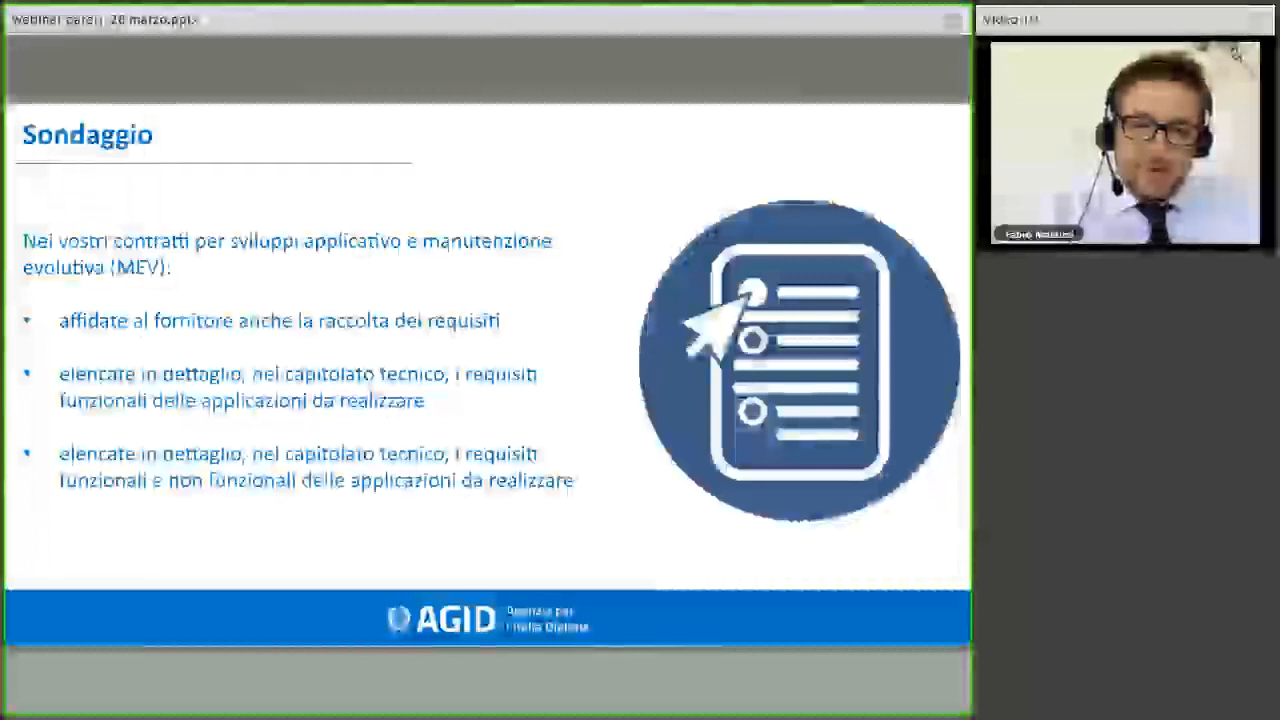 webinar pareri_26 marzo.pptx
Video
Sondaggio
Nei vostri contratti per sviluppi applicativo e manutenzione
evolutiva (MEV):
• affidate al fornitore anche la raccolta dei requisiti
• elencate in dettaglio, nel capitolato tecnico, i requisiti
funzionali delle applicazioni da realizzare
• elencate in dettaglio, nel capitolato tecnico, i requisiti
funzionali e non funzionali delle applicazioni da realizzare
Fabio
AGID
Agenzia per
l'Italia Digitale